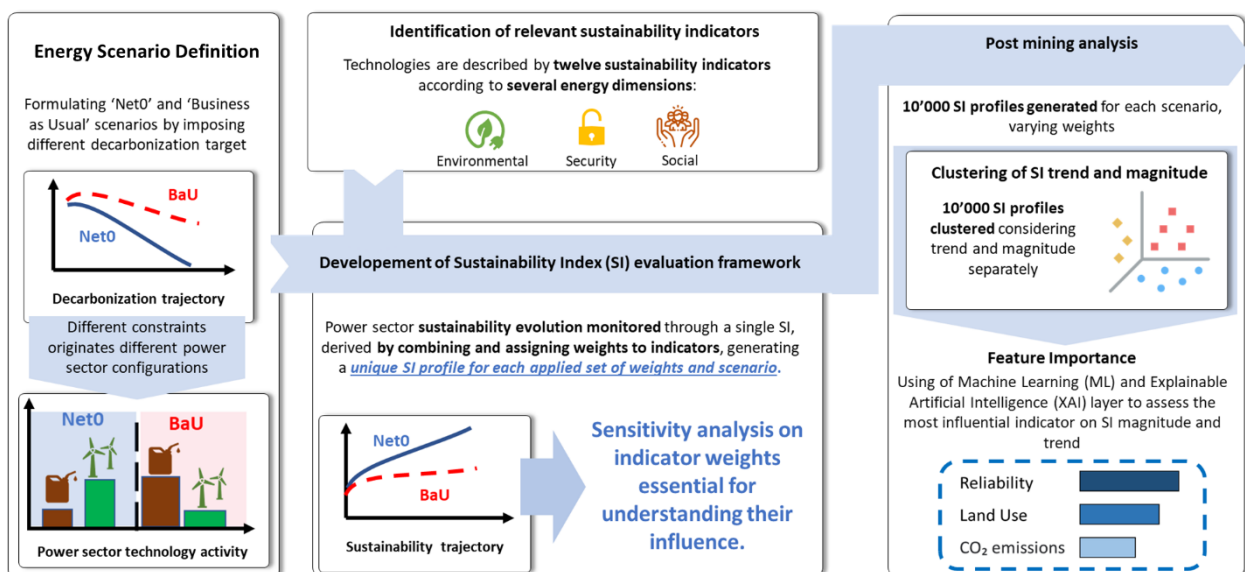 Energy Scenario Definition
Formulating 'Net0' and 'Business
as Usual' scenarios by imposing
different decarbonization target
BaU
Net0
Decarbonization trajectory
Different constraints
originates different power
sector configurations
Net0
BaU
Power sector technology activity
Identification of relevant sustainability indicators
Technologies are described by twelve sustainability indicators
according to several energy dimensions:
Environmental
Security
Social
Developement of Sustainability Index (SI) evaluation framework
Power sector sustainability evolution monitored through a single SI,
derived by combining and assigning weights to indicators, generating
a unique SI profile for each applied set of weights and scenario.
Net0
BaU
Sustainability trajectory
Sensitivity analysis on
indicator weights
essential for
understanding their
influence.
Post mining analysis
10'000 SI profiles generated for each scenario,
varying weights
Clustering of SI trend and magnitude
10'000 SI profiles
clustered considering
trend and magnitude
separately
Feature Importance
Using of Machine Learning (ML) and Explainable
Artificial Intelligence (XAI) layer to assess the
most influential indicator on SI magnitude and
trend
Reliability
Land Use
CO₂ emissions